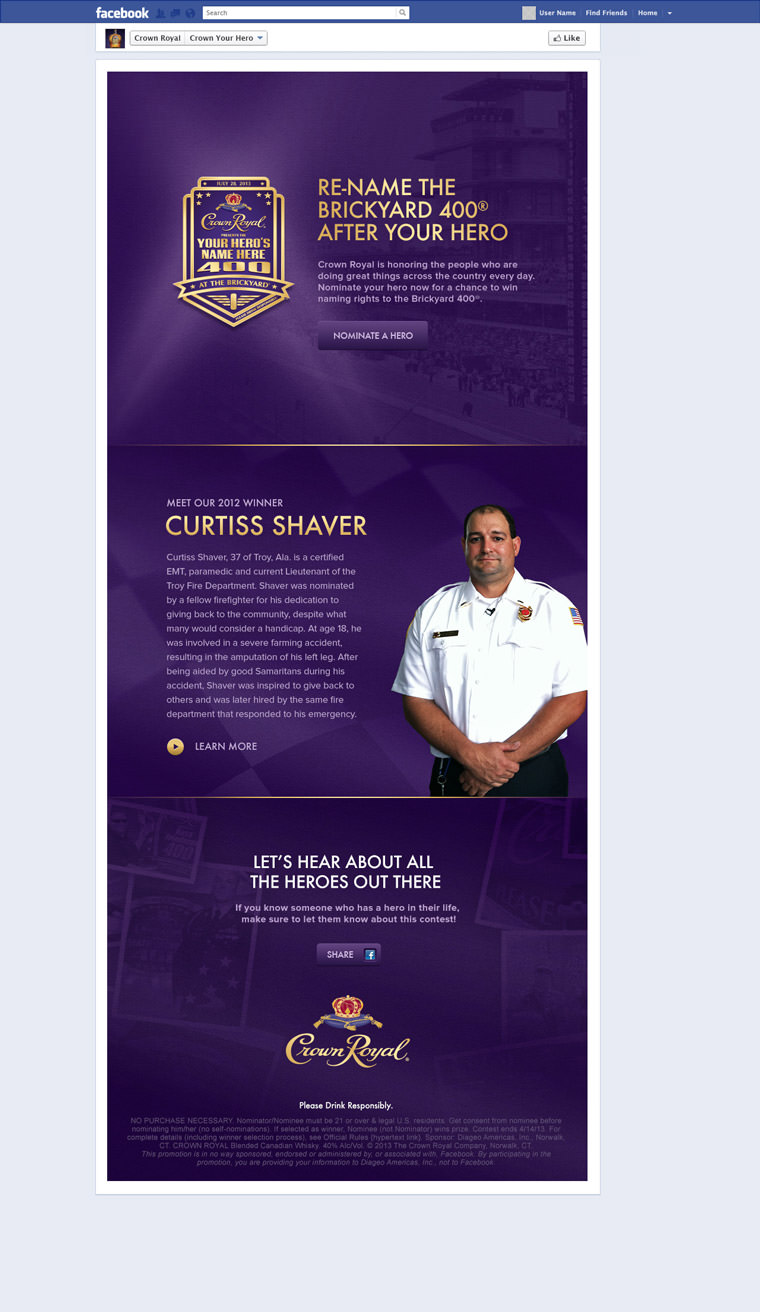 facebook
Search
User Name
Find Friends
Home
Crown Royal
Crown Your Hero
Like
JULY 28, 2013
Crown Royal
PRESENTS THE
YOUR HERO'S
NAME HERE
400
AT THE BRICKYARD
RE-NAME THE
BRICKYARD 400®
AFTER YOUR HERO
Crown Royal is honoring the people who are
doing great things across the country every day.
Nominate your hero now for a chance to win
naming rights to the Brickyard 400®.
NOMINATE A HERO
MEET OUR 2012 WINNER
CURTISS SHAVER
Curtiss Shaver, 37 of Troy, Ala. is a certified
EMT, paramedic and current Lieutenant of the
Troy Fire Department. Shaver was nominated
by a fellow firefighter for his dedication to
giving back to the community, despite what
many would consider a handicap. At age 18, he
was involved in a severe farming accident,
resulting in the amputation of his left leg. After
being aided by good Samaritans during his
accident, Shaver was inspired to give back to
others and was later hired by the same fire
department that responded to his emergency.
LEARN MORE
LET'S HEAR ABOUT ALL
THE HEROES OUT THERE
If you know someone who has a hero in their life,
make sure to let them know about this contest!
SHARE
Crown Royal®
Please Drink Responsibly.
NO PURCHASE NECESSARY. Nominator/Nominee must be 21 or over & legal U.S. residents. Get consent from nominee before
nominating him/her (no self-nominations). If selected as winner, Nominee (not Nominator) wins prize. Contest ends 4/14/13. For
complete details (including winner selection process), see Official Rules {hypertext link}. Sponsor: Diageo Americas, Inc., Norwalk,
CT. CROWN ROYAL Blended Canadian Whisky. 40% Alc/Vol. © 2013 The Crown Royal Company, Norwalk, CT.
This promotion is in no way sponsored, endorsed or administered by, or associated with, Facebook. By participating in the
promotion, you are providing your information to Diageo Americas, Inc., not to Facebook.